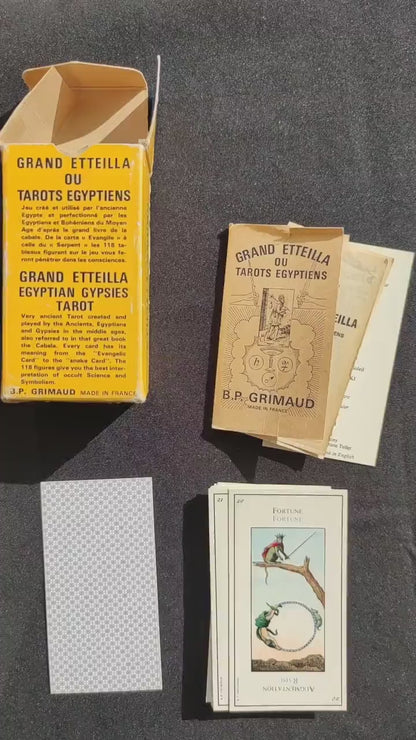 GRAND ETTEILLA
OU
TAROTS EGYPTIENS
Jeu créé et utilisé par l'ancienne
Egypte et perfectionné par les
Egyptiens et Bohémiens du Moyen
Age d'après le grand livre de la
cabale. De la carte « Evangile » à
celle du « Serpent » les 118 ta-
bleaux figurant sur le jeu vous fe-
ront pénétrer dans les consciences.
GRAND ETTEILLA
EGYPTIAN GYPSIES
TAROT
Very ancient Tarot created and
played by the Ancients, Egyptians
and Gypsies in the middle ages,
also referred to in that great book
the Cabala. Every card has its
meaning from the "Evangelic
Card" to the "snake Card". The
118 figures give you the best inter-
pretation of occult Science and
Symbolism.
B.P. GRIMAUD MADE IN FRANCE
GRAND ETTEILLA
OU
TAROTS EGYPTIENS
B.P. GRIMAUD
MADE IN FRANCE
EILLA
in English
FORTUNE
FORTUNE
AUGMENTATION
RAISE
20